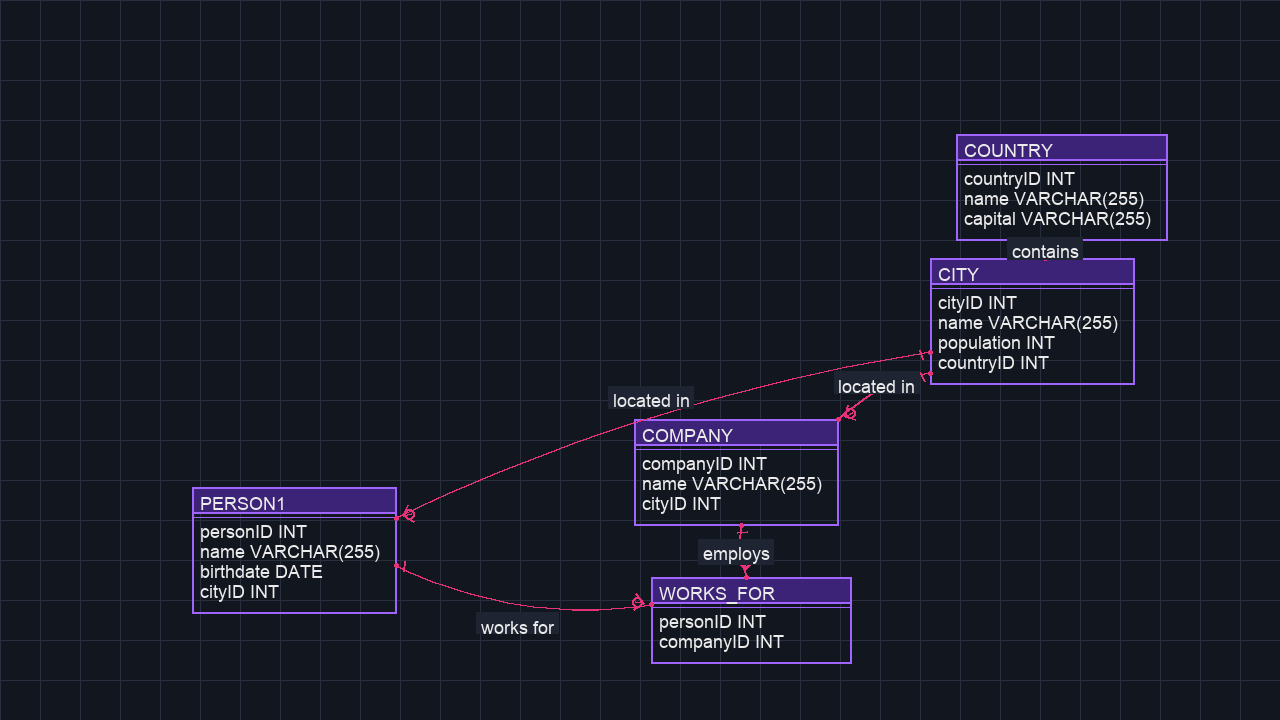 COUNTRY
countryID INT
name VARCHAR(255)
capital VARCHAR(255)
contains
CITY
cityID INT
name VARCHAR(255)
population INT
countryID INT
located in
located in
COMPANY
companyID INT
name VARCHAR(255)
cityID INT
PERSON1
personID INT
name VARCHAR(255)
birthdate DATE
cityID INT
employs
WORKS_FOR
personID INT
companyID INT
works for